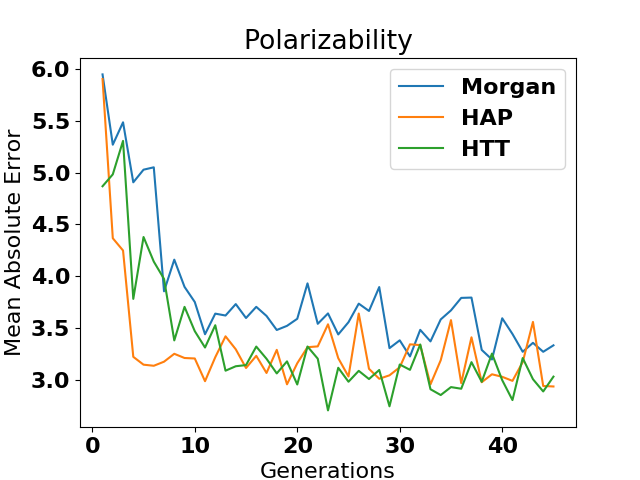 Polarizability
Mean Absolute Error
6.0
5.5
5.0
4.5
4.0
3.5
3.0
Morgan
HAP
HTT
0 10 20 30 40
Generations